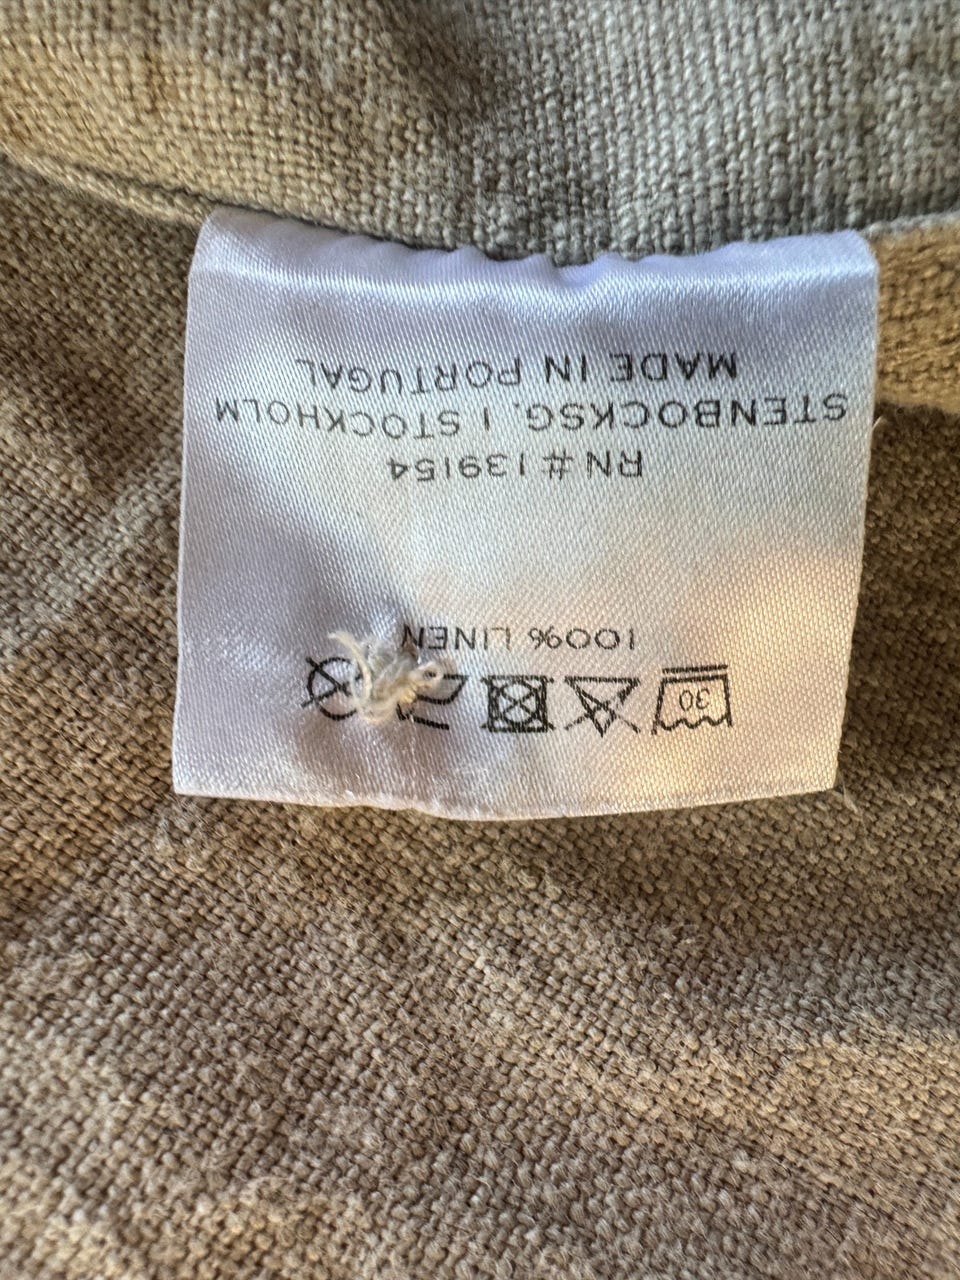 30
100% LINEN
RN # 139154
STENBOCKSG. 1 STOCKHOLM
MADE IN PORTUGAL